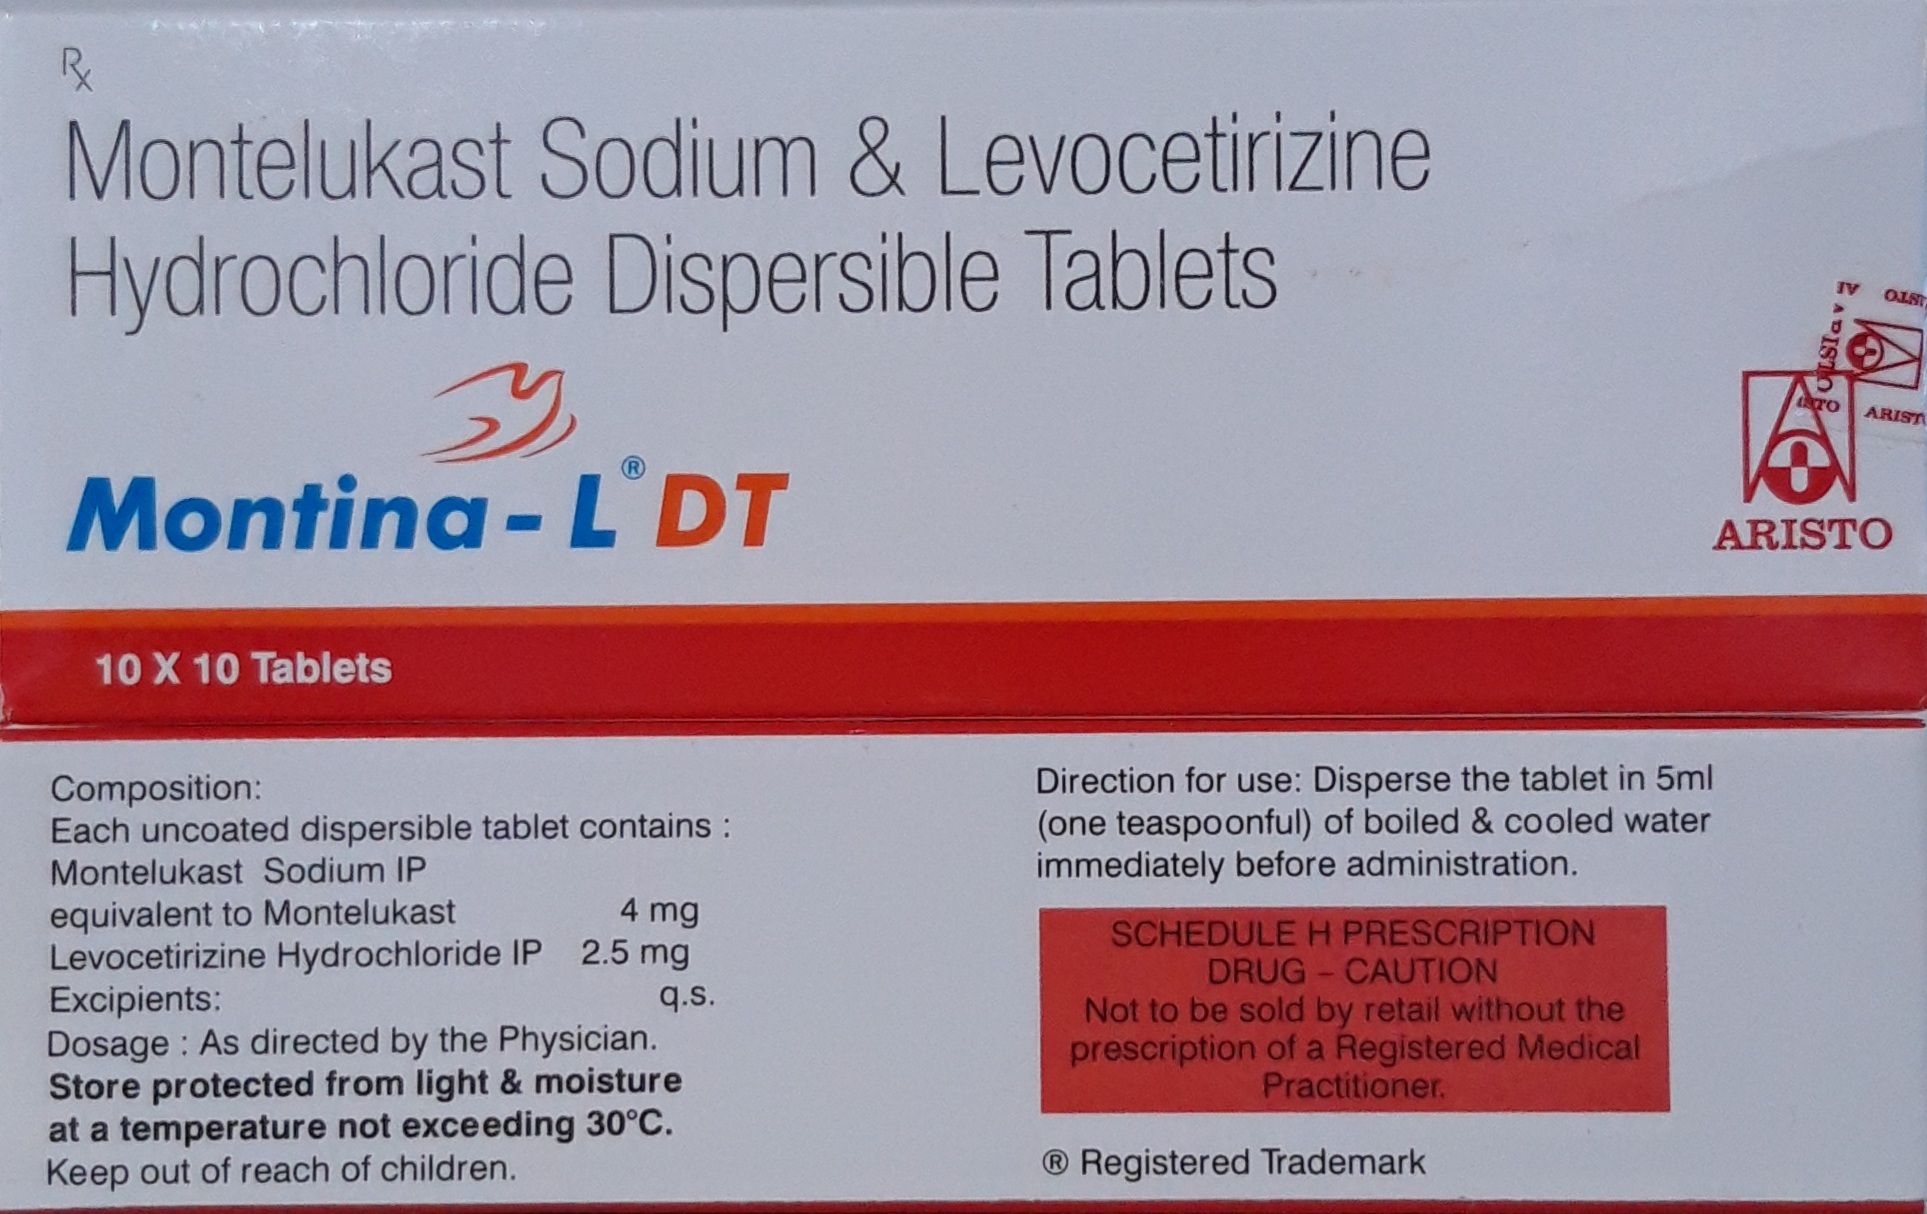 Rx
Montelukast Sodium & Levocetirizine
Hydrochloride Dispersible Tablets
Montina-L® DT
ARISTO
ARISTO
10 X 10 Tablets
Composition:
Each uncoated dispersible tablet contains :
Montelukast Sodium IP
equivalent to Montelukast 4 mg
Levocetirizine Hydrochloride IP 2.5 mg
Excipients: q.s.
Dosage : As directed by the Physician.
Store protected from light & moisture
at a temperature not exceeding 30°C.
Keep out of reach of children.
Direction for use: Disperse the tablet in 5ml
(one teaspoonful) of boiled & cooled water
immediately before administration.
SCHEDULE H PRESCRIPTION
DRUG – CAUTION
Not to be sold by retail without the
prescription of a Registered Medical
Practitioner.
® Registered Trademark